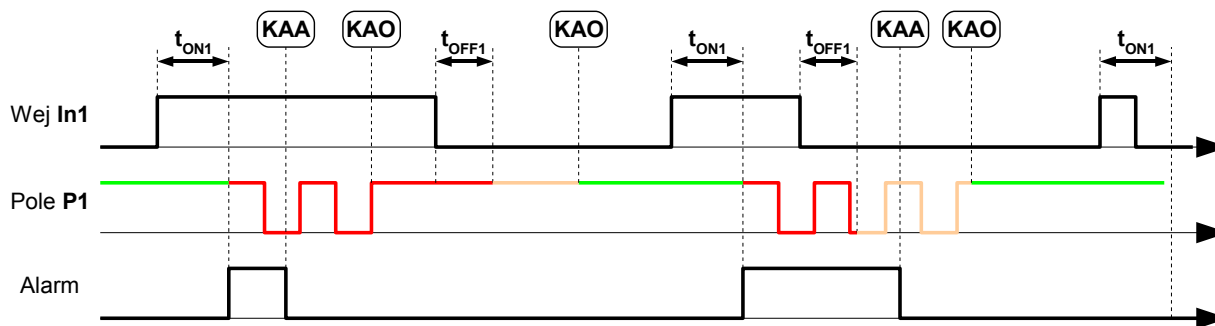 KAA KAO KAO KAA KAO
tON1 tOFF1 tON1 tOFF1 tON1
Wej In1
Pole P1
Alarm